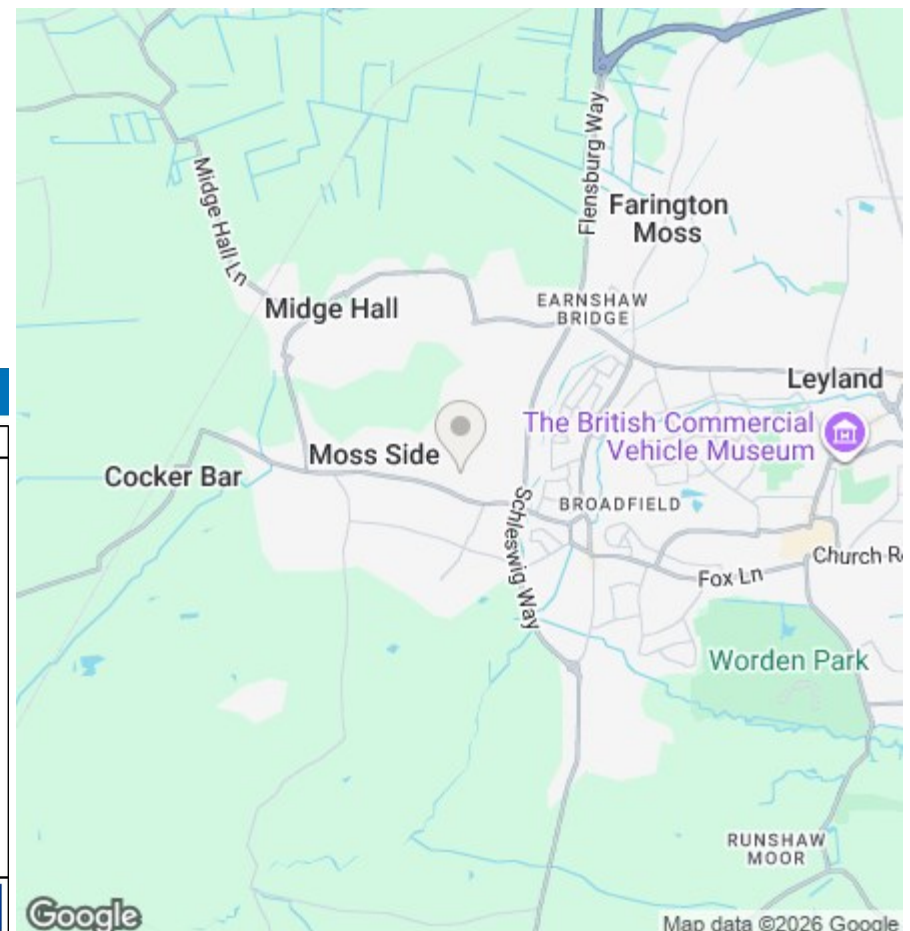 Flensburg Way
Farington
Moss
Midge Hall Ln
Midge Hall
EARNSHAW
BRIDGE
Leyland
The British Commercial
Vehicle Museum
Moss Side
Cocker Bar
BROADFIELD
Schleswig Way
Church R
Fox Ln
Worden Park
RUNSHAW
MOOR
Google
Map data ©2026 Google